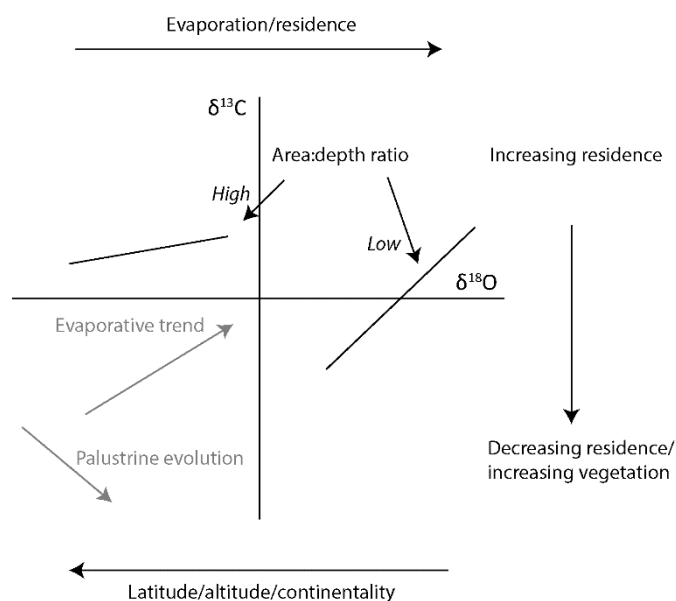 Evaporation/residence
δ¹³C
Area:depth ratio
Increasing residence
High
Low
δ¹⁸O
Evaporative trend
Palustrine evolution
Decreasing residence/
increasing vegetation
Latitude/altitude/continentality